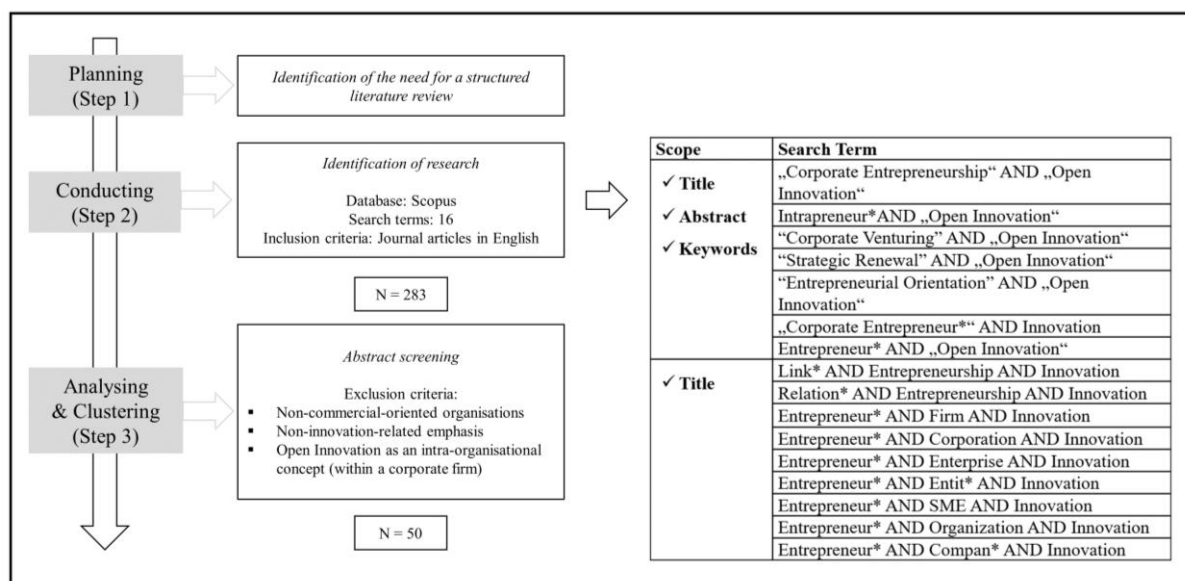 Planning
(Step 1)
Identification of the need for a structured
literature review
Conducting
(Step 2)
Identification of research
Database: Scopus
Search terms: 16
Inclusion criteria: Journal articles in English
N = 283
Analysing
& Clustering
(Step 3)
Abstract screening
Exclusion criteria:
▪ Non-commercial-oriented organisations
▪ Non-innovation-related emphasis
▪ Open Innovation as an intra-organisational
concept (within a corporate firm)
N = 50
Scope
Search Term
✓ Title
✓ Abstract
✓ Keywords
„Corporate Entrepreneurship“ AND „Open
Innovation“
Intrapreneur*AND „Open Innovation“
“Corporate Venturing” AND „Open Innovation“
“Strategic Renewal” AND „Open Innovation“
“Entrepreneurial Orientation” AND „Open
Innovation“
„Corporate Entrepreneur*“ AND Innovation
Entrepreneur* AND „Open Innovation“
✓ Title
Link* AND Entrepreneurship AND Innovation
Relation* AND Entrepreneurship AND Innovation
Entrepreneur* AND Firm AND Innovation
Entrepreneur* AND Corporation AND Innovation
Entrepreneur* AND Enterprise AND Innovation
Entrepreneur* AND Entit* AND Innovation
Entrepreneur* AND SME AND Innovation
Entrepreneur* AND Organization AND Innovation
Entrepreneur* AND Compan* AND Innovation